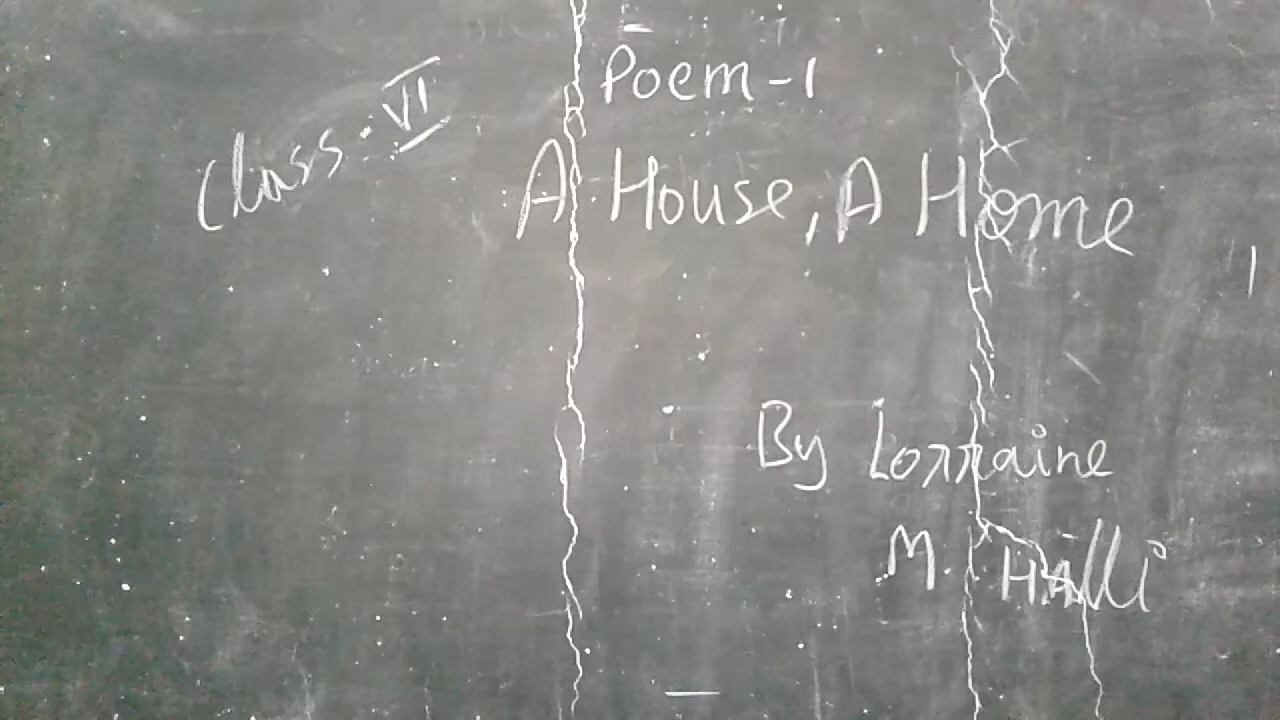 Poem-1
Class. VI
A House, A Home
By Lorraine
M. Halli